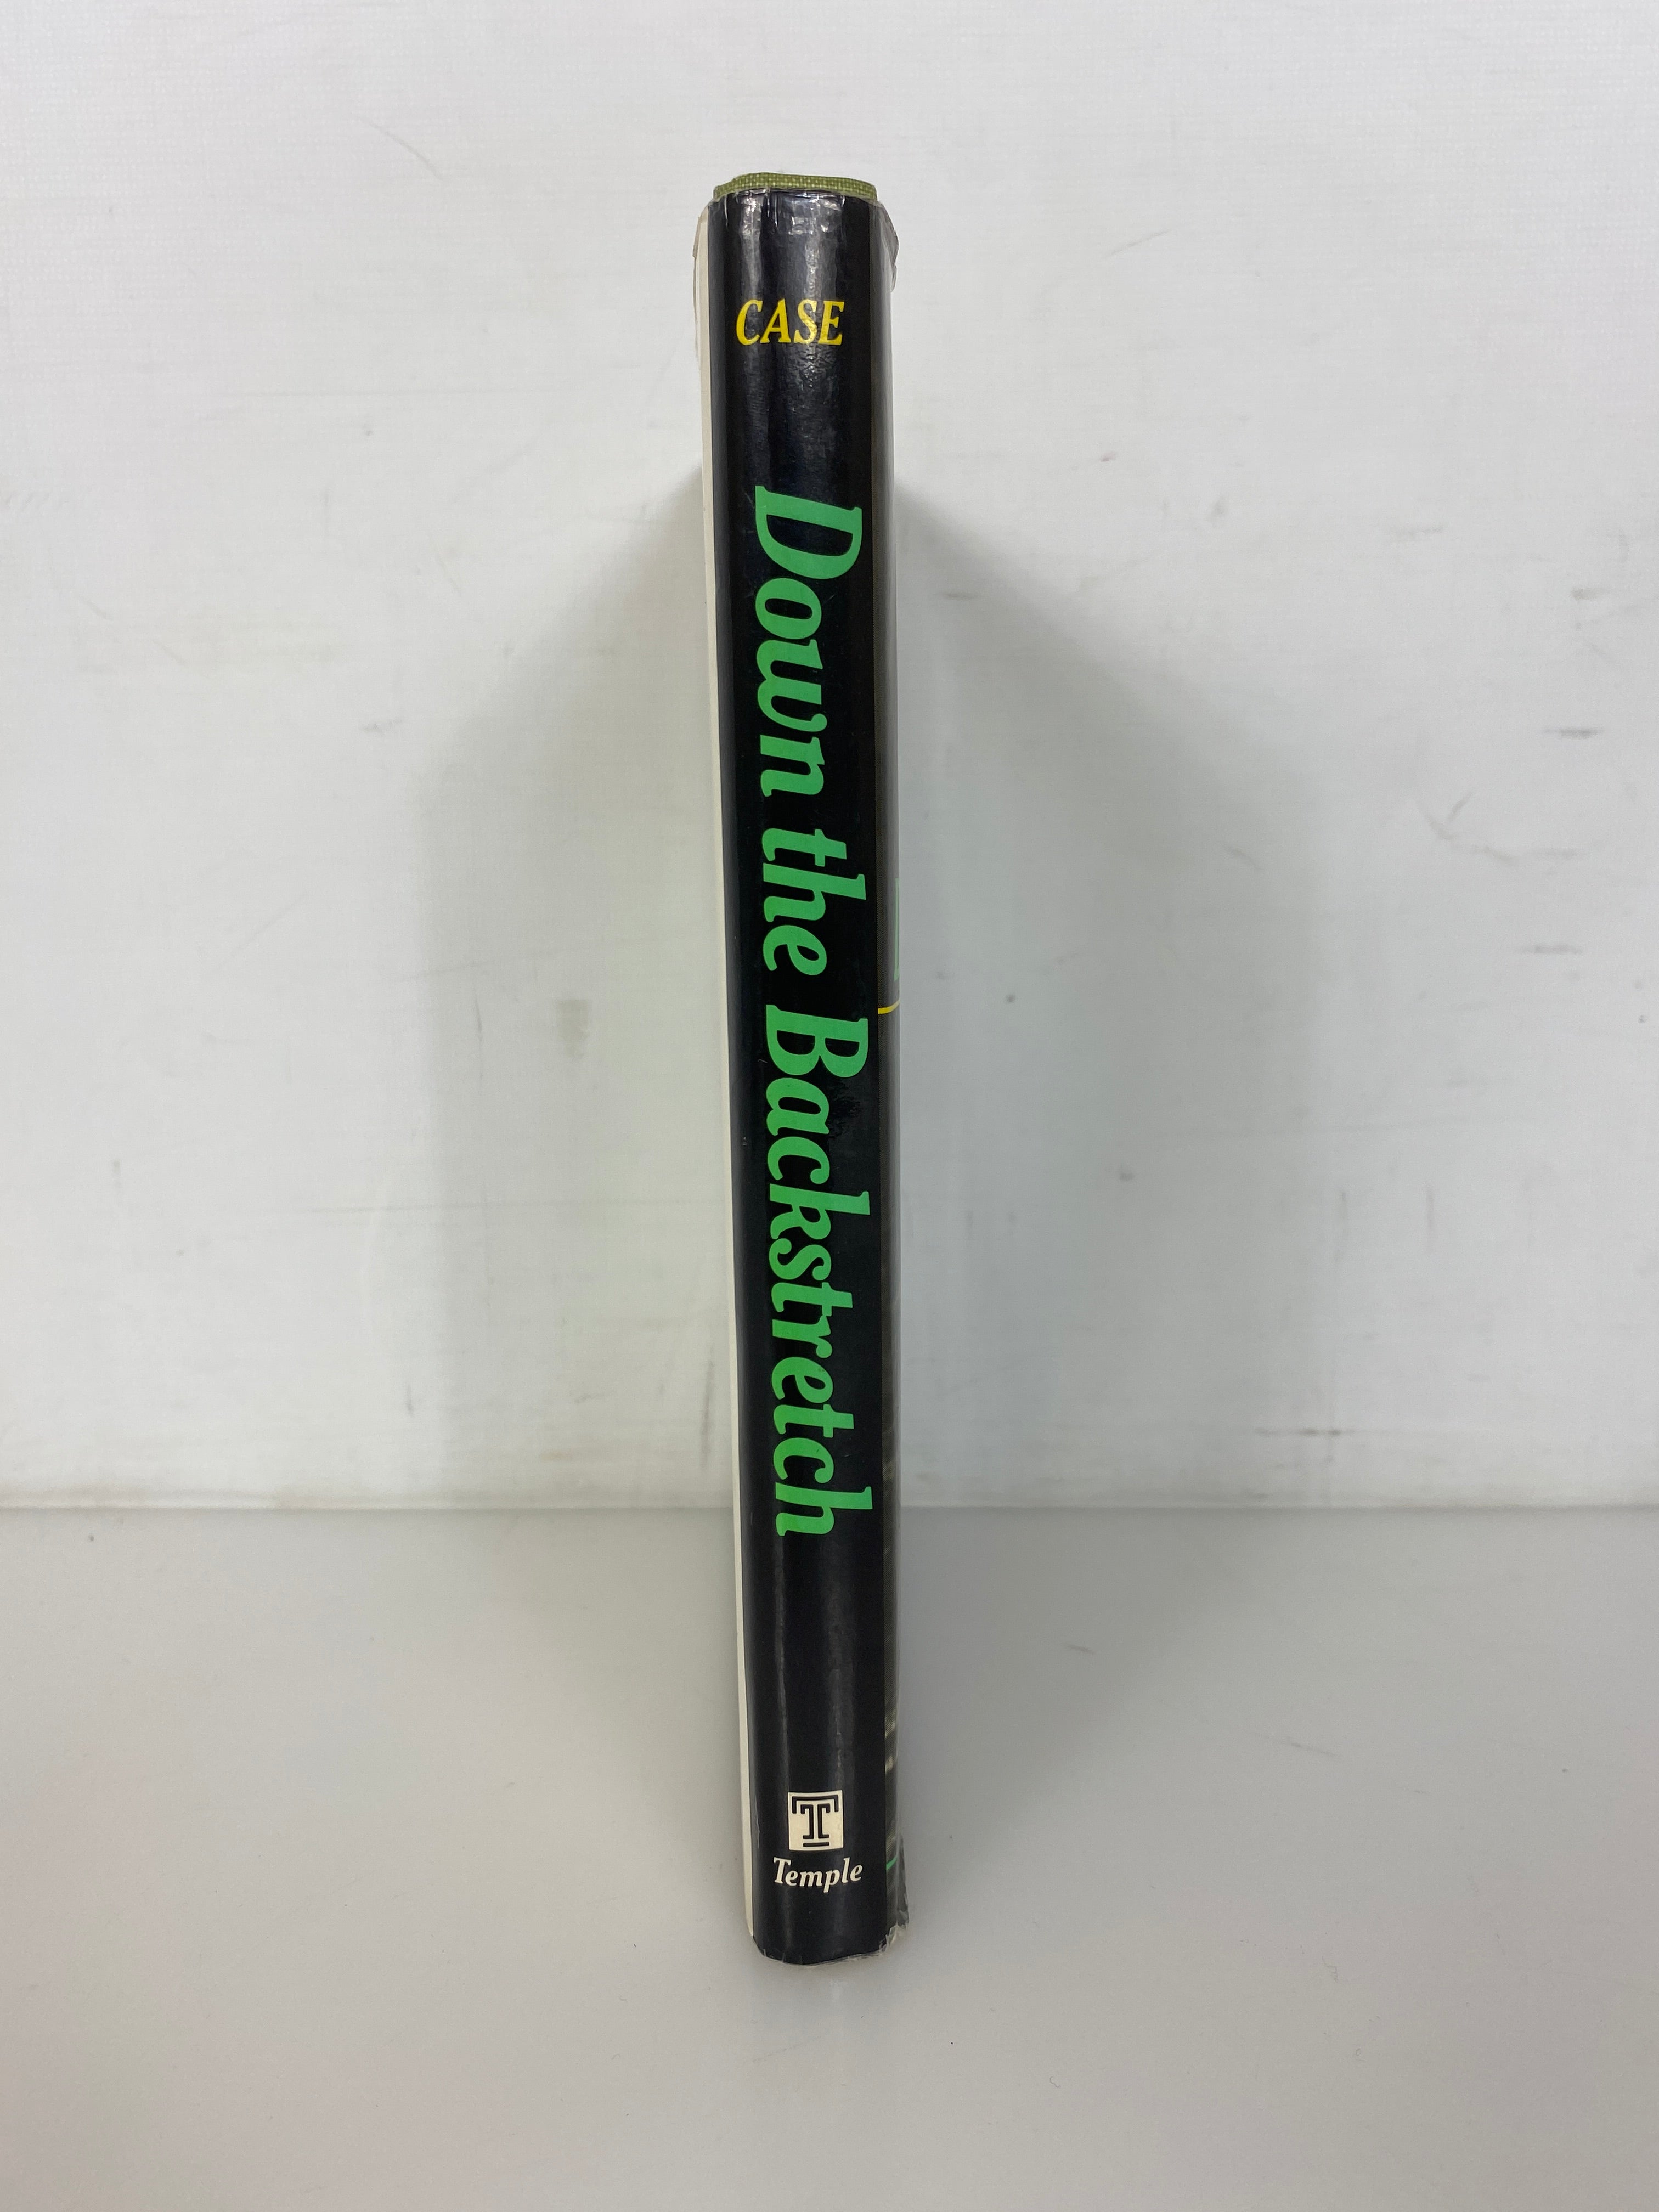 CASE
Down the Backstretch
T
Temple